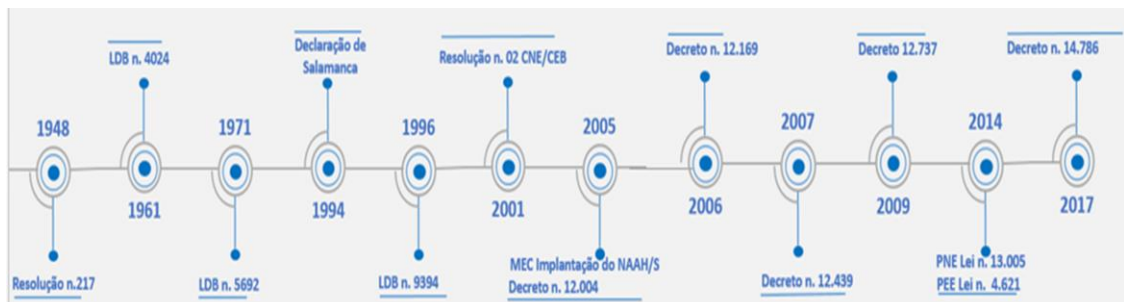 LDB n. 4024
Declaração de
Salamanca
Resolução n. 02 CNE/CEB
Decreto n. 12.169
Decreto 12.737
Decreto n. 14.786
1948
1971
1996
2005
2007
2014
1961
1994
2001
2006
2009
2017
Resolução n.217
LDB n. 5692
LDB n. 9394
MEC Implantação do NAAH/S
Decreto n. 12.004
Decreto n. 12.439
PNE Lei n. 13.005
PEE Lei n. 4.621